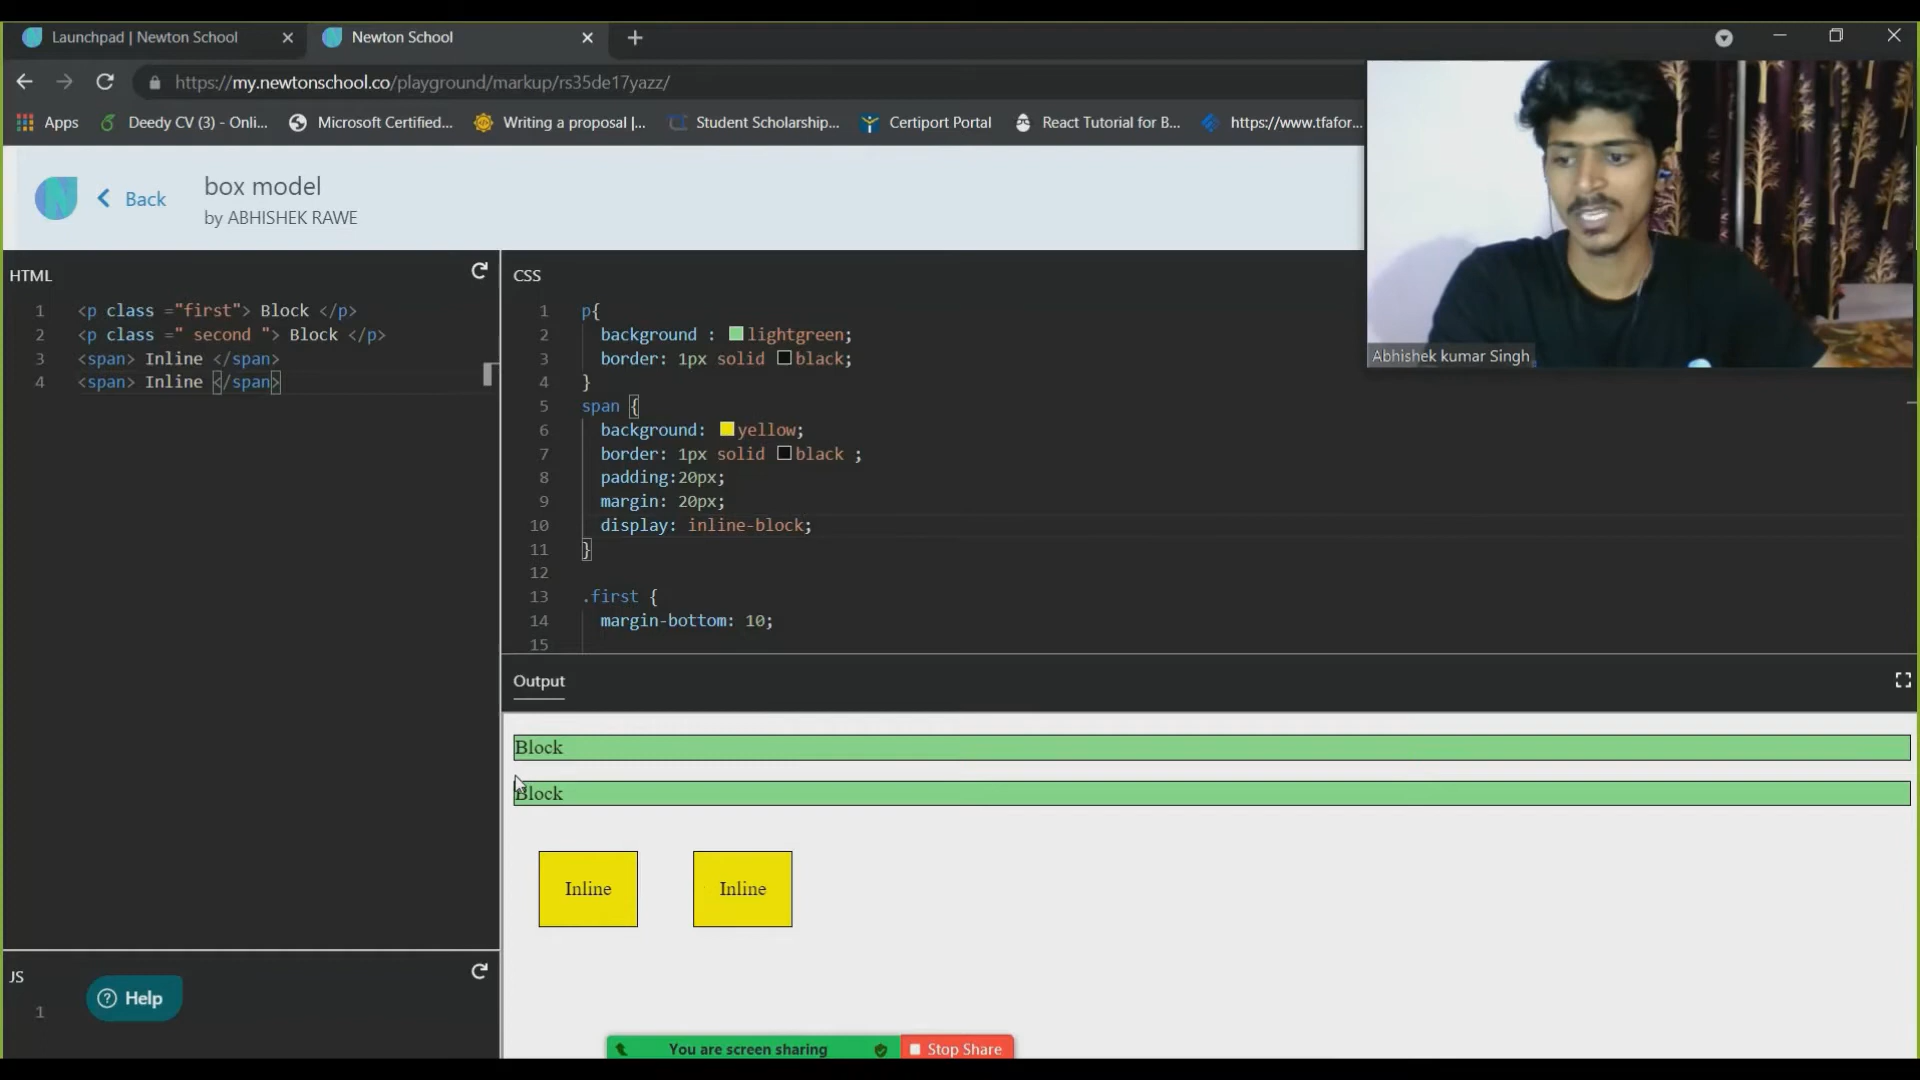 Launchpad | Newton School
Newton School
https://my.newtonschool.co/playground/markup/rs35de17yazz/
Apps
Deedy CV (3) - Onli...
Microsoft Certified...
Writing a proposal |...
Student Scholarship...
Certiport Portal
React Tutorial for B...
https://www.tfafor...
Back
box model
by ABHISHEK RAWE
Abhishek kumar Singh
HTML
1 <p class ="first"> Block </p>
2 <p class =" second "> Block </p>
3 <span> Inline </span>
4 <span> Inline </span>
CSS
1 p{
2 background : lightgreen;
3 border: 1px solid black;
4 }
5 span {
6 background: yellow;
7 border: 1px solid black ;
8 padding:20px;
9 margin: 20px;
10 display: inline-block;
11 }
12
13 .first {
14 margin-bottom: 10;
15
Output
Block
Block
Inline Inline
JS
1
Help
You are screen sharing
Stop Share